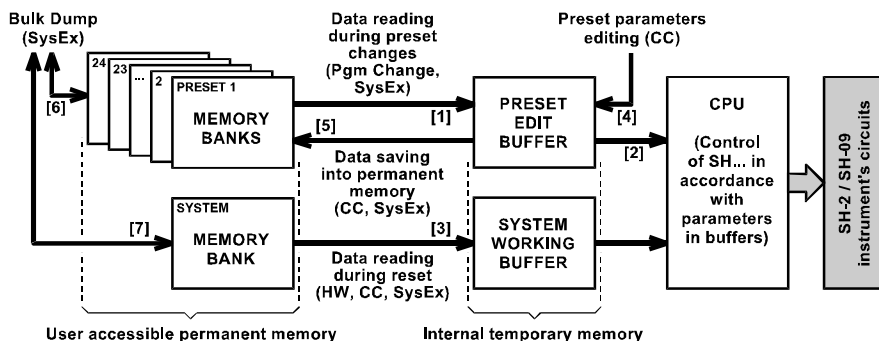 Bulk Dump
(SysEx)
24
23
...
2
PRESET 1
MEMORY
BANKS
[6]
Data reading
during preset
changes
(Pgm Change,
SysEx)
[1]
[5]
Data saving
into permanent
memory
(CC, SysEx)
Preset parameters
editing (CC)
[4]
PRESET
EDIT
BUFFER
[2]
CPU
(Control
of SH... in
accordance
with
parameters
in buffers)
SH-2 / SH-09
instrument's circuits
SYSTEM
MEMORY
BANK
[7]
[3]
Data reading
during reset
(HW, CC, SysEx)
SYSTEM
WORKING
BUFFER
User accessible permanent memory
Internal temporary memory